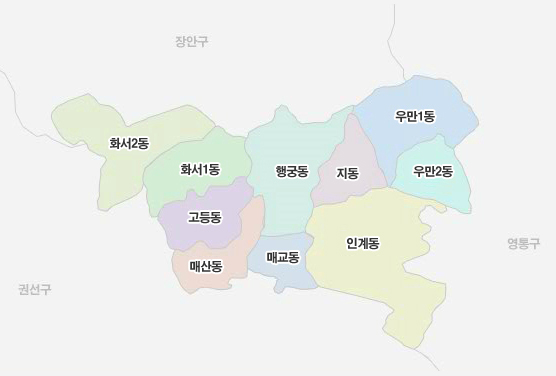 장안구
우만1동
화서2동
화서1동
행궁동
지동
우만2동
고등동
인계동
영통구
매산동
매교동
권선구